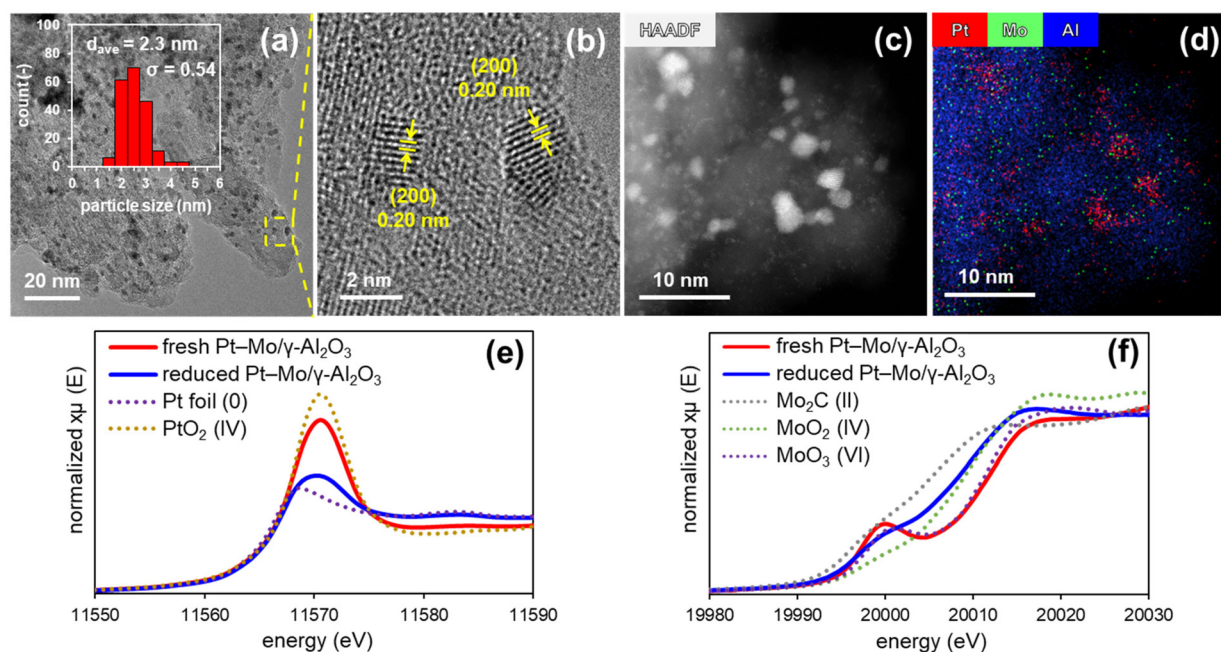 (a)
d_ave = 2.3 nm
σ = 0.54
count (-)
100
80
60
40
20
0
0 1 2 3 4 5 6
particle size (nm)
20 nm
(b)
(200)
0.20 nm
(200)
0.20 nm
2 nm
HAADF
(c)
10 nm
Pt Mo Al
(d)
10 nm
(e)
fresh Pt–Mo/γ-Al₂O₃
reduced Pt–Mo/γ-Al₂O₃
Pt foil (0)
PtO₂ (IV)
normalized xμ (E)
11550 11560 11570 11580 11590
energy (eV)
(f)
fresh Pt–Mo/γ-Al₂O₃
reduced Pt–Mo/γ-Al₂O₃
Mo₂C (II)
MoO₂ (IV)
MoO₃ (VI)
normalized xμ (E)
19980 19990 20000 20010 20020 20030
energy (eV)